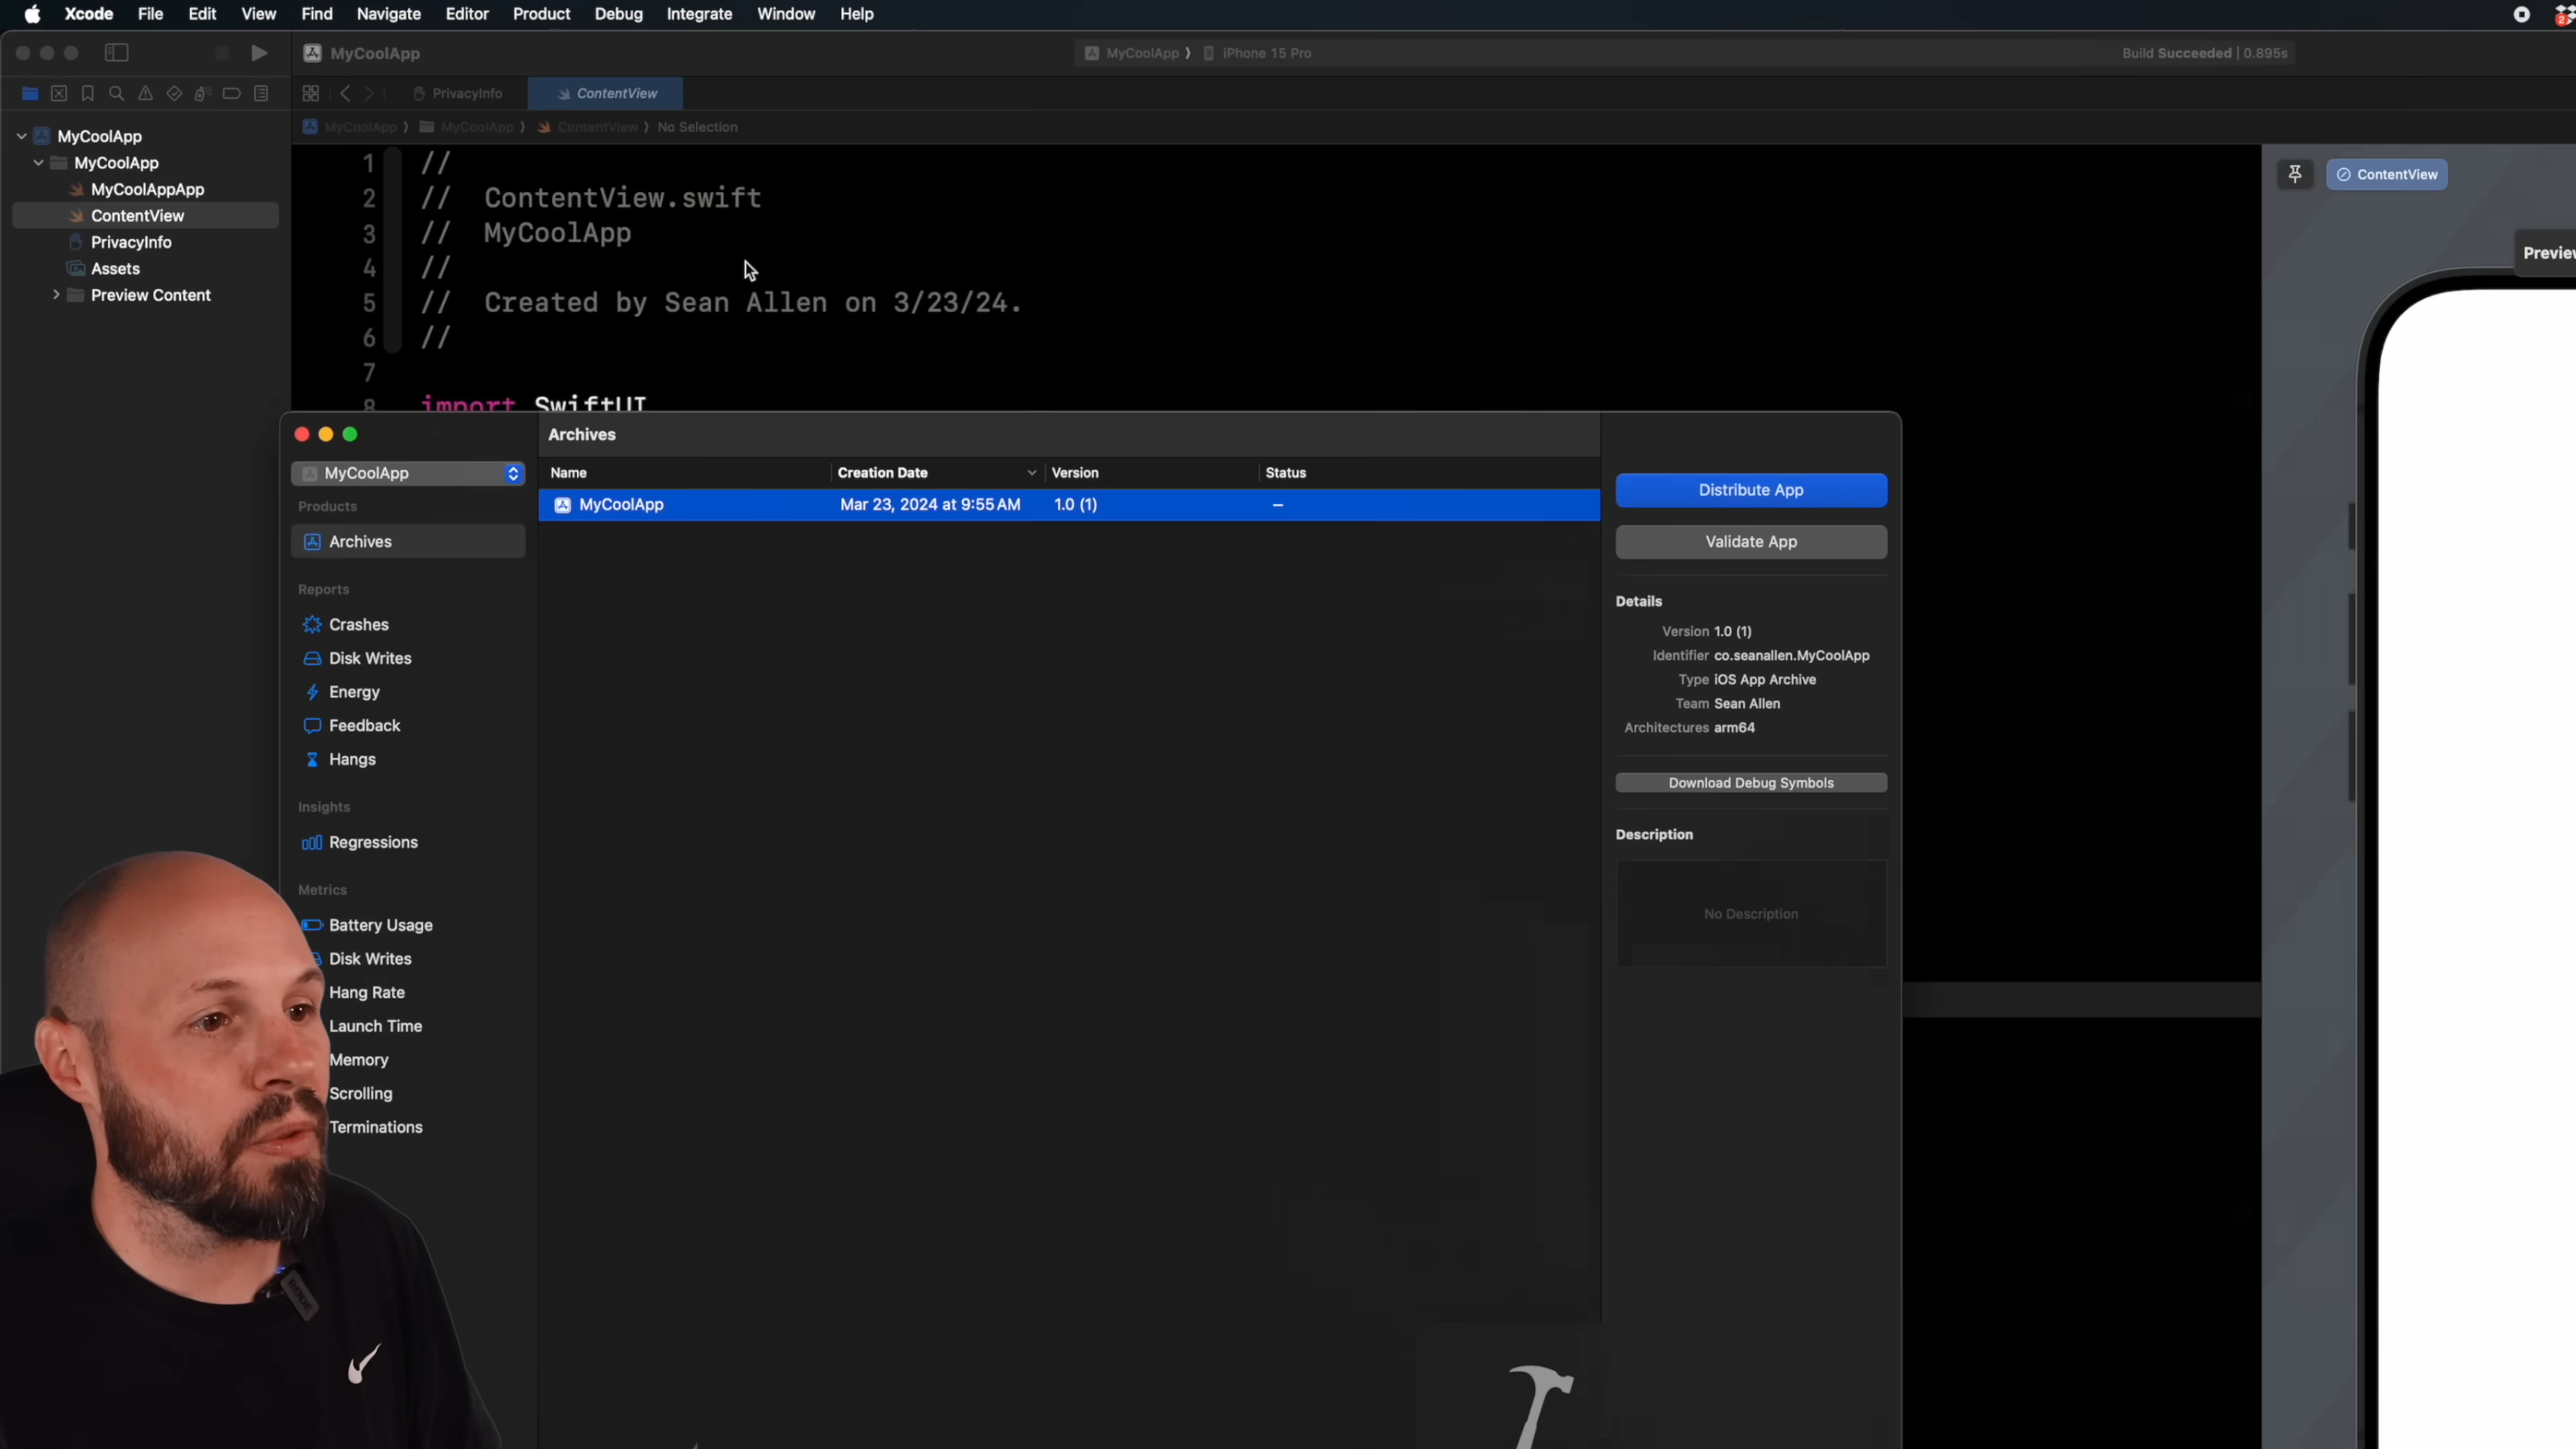 Xcode File Edit View Find Navigate Editor Product Debug Integrate Window Help
2
MyCoolApp
MyCoolApp ⟩ iPhone 15 Pro
Build Succeeded | 0.895s
PrivacyInfo
ContentView
MyCoolApp ⟩ MyCoolApp ⟩ ContentView ⟩ No Selection
MyCoolApp
MyCoolApp
MyCoolAppApp
ContentView
PrivacyInfo
Assets
Preview Content
1 //
2 // ContentView.swift
3 // MyCoolApp
4 //
5 // Created by Sean Allen on 3/23/24.
6 //
7
8 import SwiftUI
ContentView
Preview
MyCoolApp
Products
Archives
Reports
Crashes
Disk Writes
Energy
Feedback
Hangs
Insights
Regressions
Metrics
Battery Usage
Disk Writes
Hang Rate
Launch Time
Memory
Scrolling
Terminations
Archives
Name Creation Date Version Status
MyCoolApp Mar 23, 2024 at 9:55 AM 1.0 (1) –
Distribute App
Validate App
Details
Version 1.0 (1)
Identifier co.seanallen.MyCoolApp
Type iOS App Archive
Team Sean Allen
Architectures arm64
Download Debug Symbols
Description
No Description